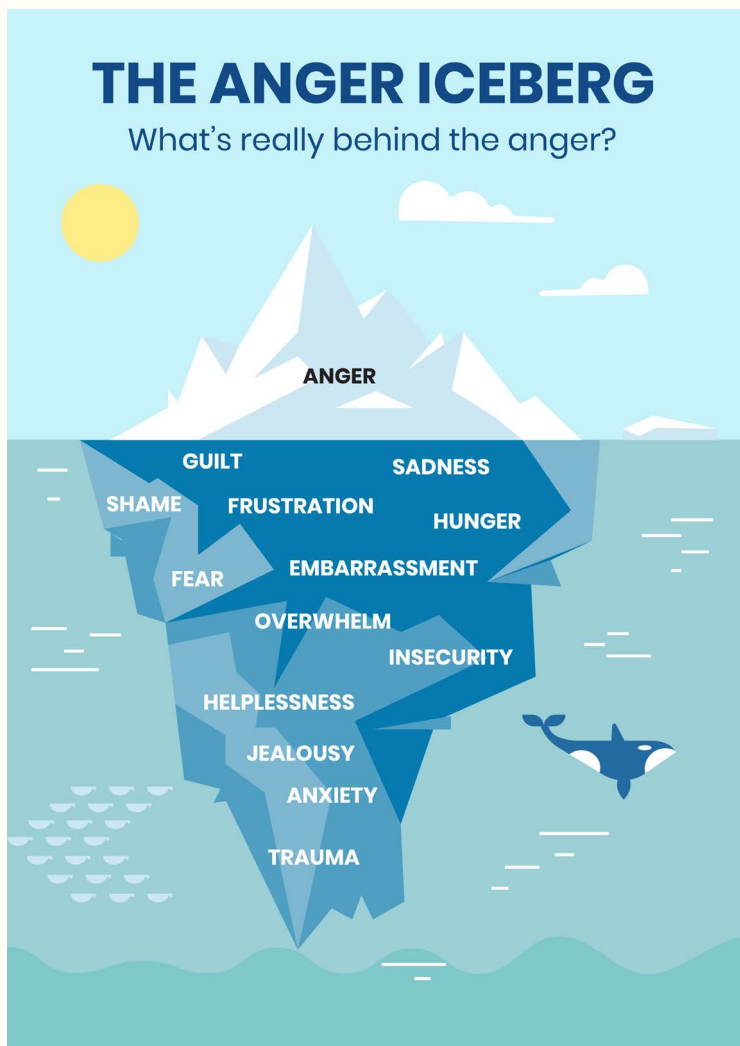 THE ANGER ICEBERG
What's really behind the anger?
ANGER
GUILT
SADNESS
SHAME
FRUSTRATION
HUNGER
FEAR
EMBARRASSMENT
OVERWHELM
INSECURITY
HELPLESSNESS
JEALOUSY
ANXIETY
TRAUMA